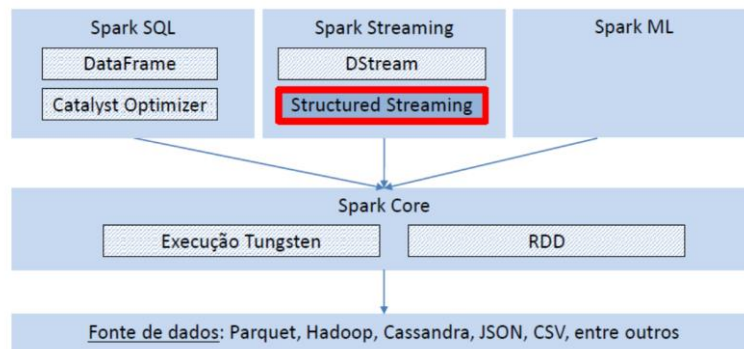 Spark SQL
DataFrame
Catalyst Optimizer
Spark Streaming
DStream
Structured Streaming
Spark ML
Spark Core
Execução Tungsten
RDD
Fonte de dados: Parquet, Hadoop, Cassandra, JSON, CSV, entre outros